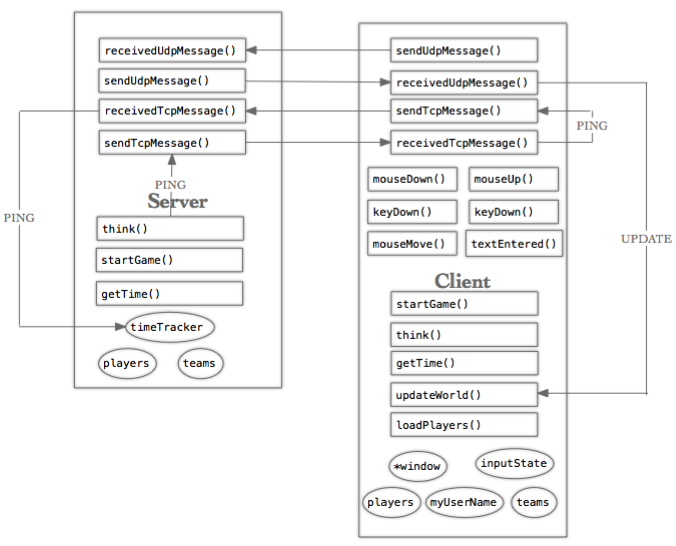 receivedUdpMessage()
sendUdpMessage()
receivedTcpMessage()
sendTcpMessage()
PING
Server
PING
think()
startGame()
getTime()
timeTracker
players
teams
sendUdpMessage()
receivedUdpMessage()
sendTcpMessage()
PING
receivedTcpMessage()
mouseDown()
mouseUp()
keyDown()
keyDown()
mouseMove()
textEntered()
UPDATE
Client
startGame()
think()
getTime()
updateWorld()
loadPlayers()
*window
inputState
players
myUserName
teams